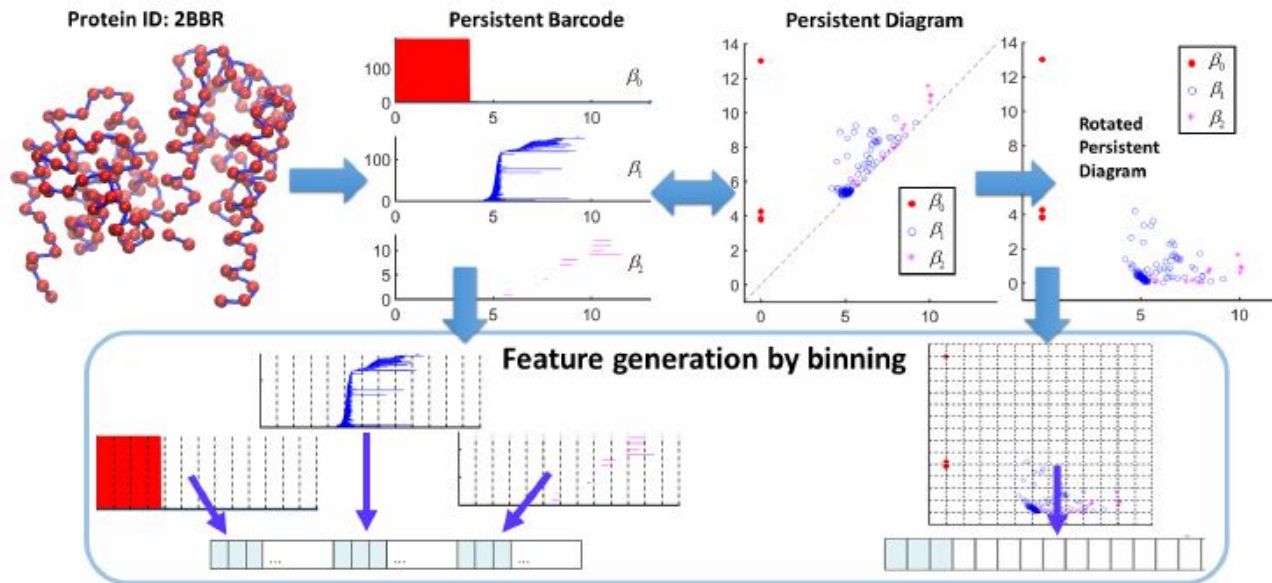 Protein ID: 2BBR
Persistent Barcode
100
0
0 5 10
β₀
100
0
0 5 10
β₁
10
5
0
0 5 10
β₂
Persistent Diagram
14
12
10
8
6
4
2
0
0 5 10
β₀
β₁
β₂
14
12
10
8
6
4
2
0
5 10
β₀
β₁
β₂
Rotated
Persistent
Diagram
Feature generation by binning
...
...
...